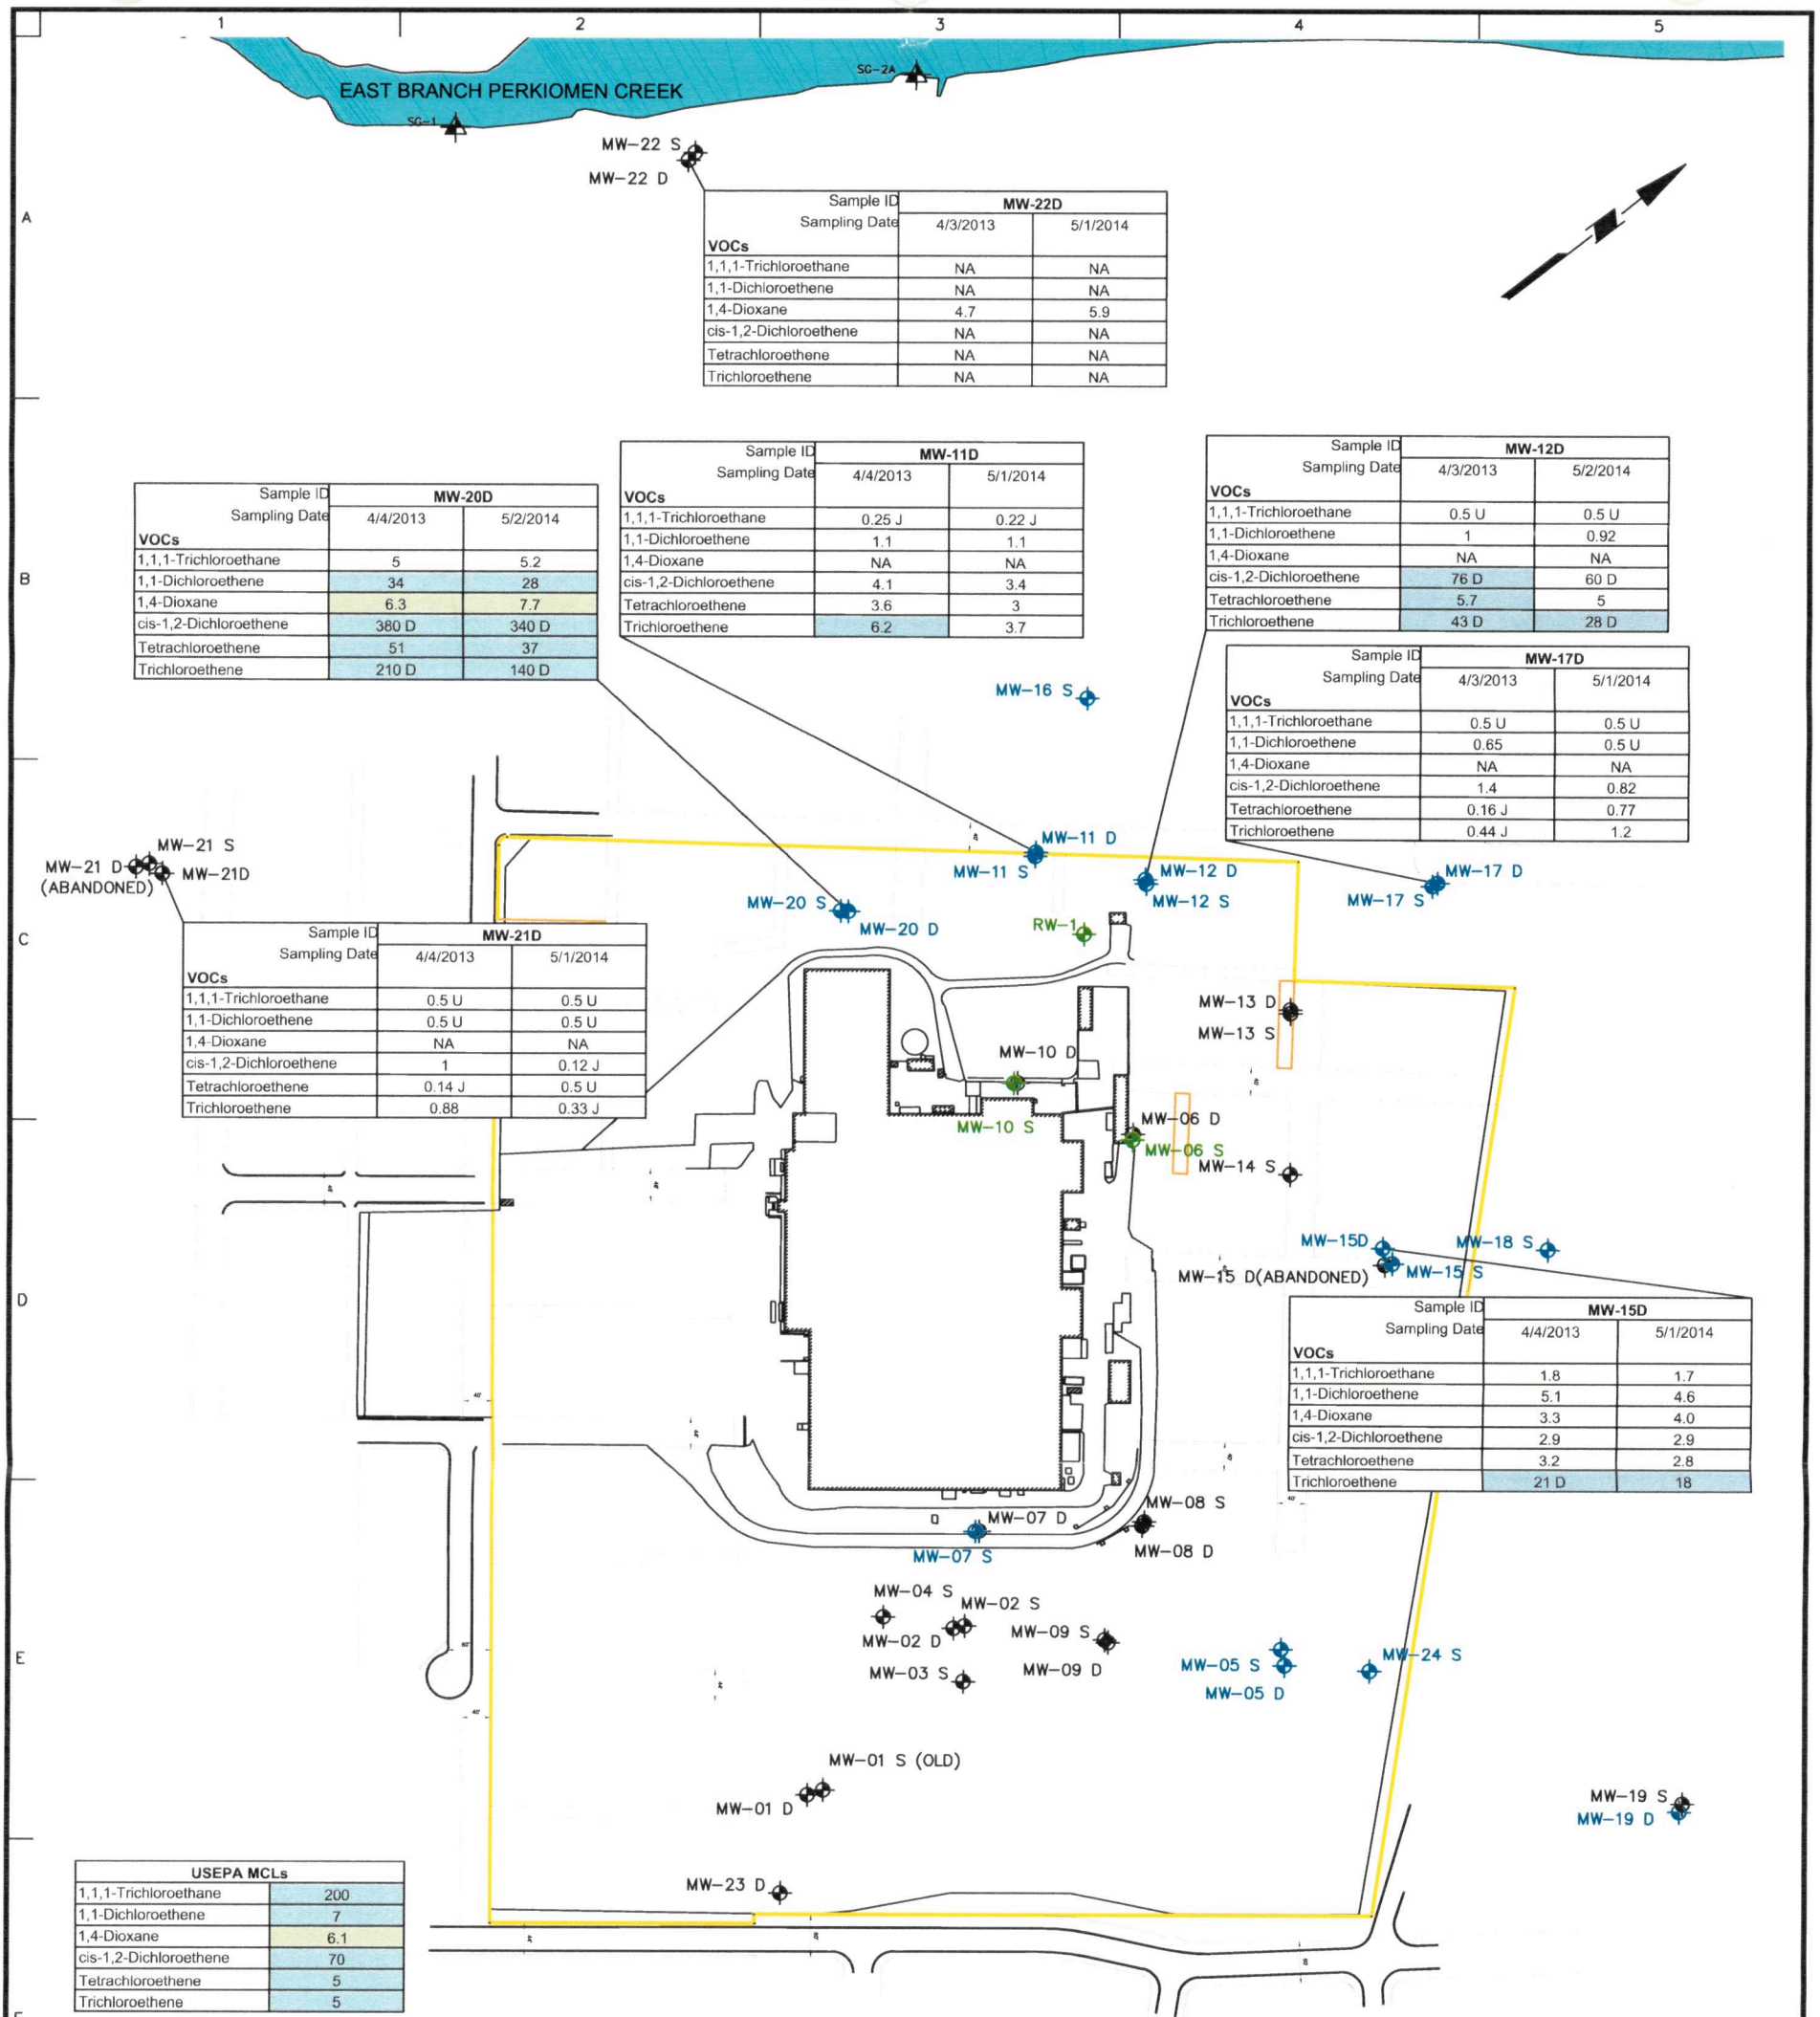 1 2 3 4 5
EAST BRANCH PERKIOMEN CREEK
SG-1
SG-2A
MW-22 S
MW-22 D
A
Sample ID MW-22D
Sampling Date 4/3/2013 5/1/2014
VOCs
1,1,1-Trichloroethane NA NA
1,1-Dichloroethene NA NA
1,4-Dioxane 4.7 5.9
cis-1,2-Dichloroethene NA NA
Tetrachloroethene NA NA
Trichloroethene NA NA
B
Sample ID MW-20D
Sampling Date 4/4/2013 5/2/2014
VOCs
1,1,1-Trichloroethane 5 5.2
1,1-Dichloroethene 34 28
1,4-Dioxane 6.3 7.7
cis-1,2-Dichloroethene 380 D 340 D
Tetrachloroethene 51 37
Trichloroethene 210 D 140 D
Sample ID MW-11D
Sampling Date 4/4/2013 5/1/2014
VOCs
1,1,1-Trichloroethane 0.25 J 0.22 J
1,1-Dichloroethene 1.1 1.1
1,4-Dioxane NA NA
cis-1,2-Dichloroethene 4.1 3.4
Tetrachloroethene 3.6 3
Trichloroethene 6.2 3.7
Sample ID MW-12D
Sampling Date 4/3/2013 5/2/2014
VOCs
1,1,1-Trichloroethane 0.5 U 0.5 U
1,1-Dichloroethene 1 0.92
1,4-Dioxane NA NA
cis-1,2-Dichloroethene 76 D 60 D
Tetrachloroethene 5.7 5
Trichloroethene 43 D 28 D
Sample ID MW-17D
Sampling Date 4/3/2013 5/1/2014
VOCs
1,1,1-Trichloroethane 0.5 U 0.5 U
1,1-Dichloroethene 0.65 0.5 U
1,4-Dioxane NA NA
cis-1,2-Dichloroethene 1.4 0.82
Tetrachloroethene 0.16 J 0.77
Trichloroethene 0.44 J 1.2
MW-16 S
MW-11 D
MW-11 S
MW-12 D
MW-12 S
MW-17 D
MW-17 S
MW-21 S
MW-21 D
(ABANDONED)
MW-21D
MW-20 S
MW-20 D
RW-1
C
Sample ID MW-21D
Sampling Date 4/4/2013 5/1/2014
VOCs
1,1,1-Trichloroethane 0.5 U 0.5 U
1,1-Dichloroethene 0.5 U 0.5 U
1,4-Dioxane NA NA
cis-1,2-Dichloroethene 1 0.12 J
Tetrachloroethene 0.14 J 0.5 U
Trichloroethene 0.88 0.33 J
MW-13 D
MW-13 S
MW-10 D
MW-10 S
MW-06 D
MW-06 S
MW-14 S
MW-15D
MW-18 S
MW-15 D(ABANDONED)
MW-15 S
D
Sample ID MW-15D
Sampling Date 4/4/2013 5/1/2014
VOCs
1,1,1-Trichloroethane 1.8 1.7
1,1-Dichloroethene 5.1 4.6
1,4-Dioxane 3.3 4.0
cis-1,2-Dichloroethene 2.9 2.9
Tetrachloroethene 3.2 2.8
Trichloroethene 21 D 18
MW-08 S
MW-07 D
MW-07 S
MW-08 D
MW-04 S
MW-02 S
MW-02 D
MW-09 S
MW-09 D
MW-03 S
E
MW-05 S
MW-05 D
MW-24 S
MW-01 S (OLD)
MW-01 D
MW-19 S
MW-19 D
MW-23 D
USEPA MCLs
1,1,1-Trichloroethane 200
1,1-Dichloroethene 7
1,4-Dioxane 6.1
cis-1,2-Dichloroethene 70
Tetrachloroethene 5
Trichloroethene 5